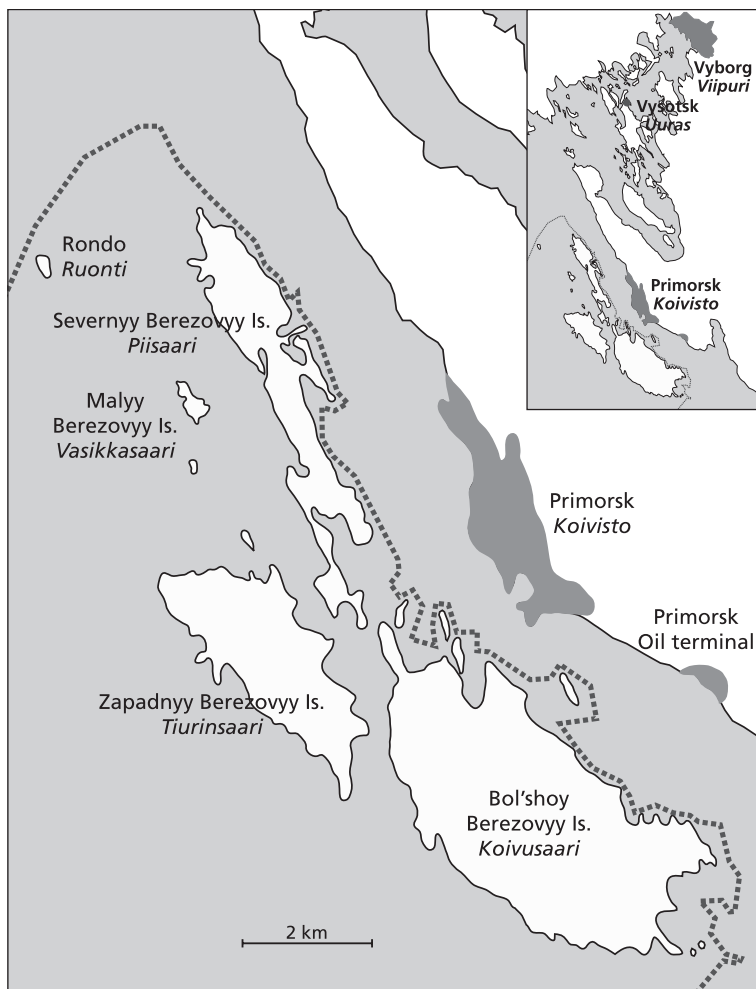 Vyborg
Viipuri
Vysotsk
Uuras
Primorsk
Koivisto
Rondo
Ruonti
Severnyy Berezovyy Is.
Piisaari
Malyy
Berezovyy Is.
Vasikkasaari
Primorsk
Koivisto
Primorsk
Oil terminal
Zapadnyy Berezovyy Is.
Tiurinsaari
Bol'shoy
Berezovyy Is.
Koivusaari
2 km